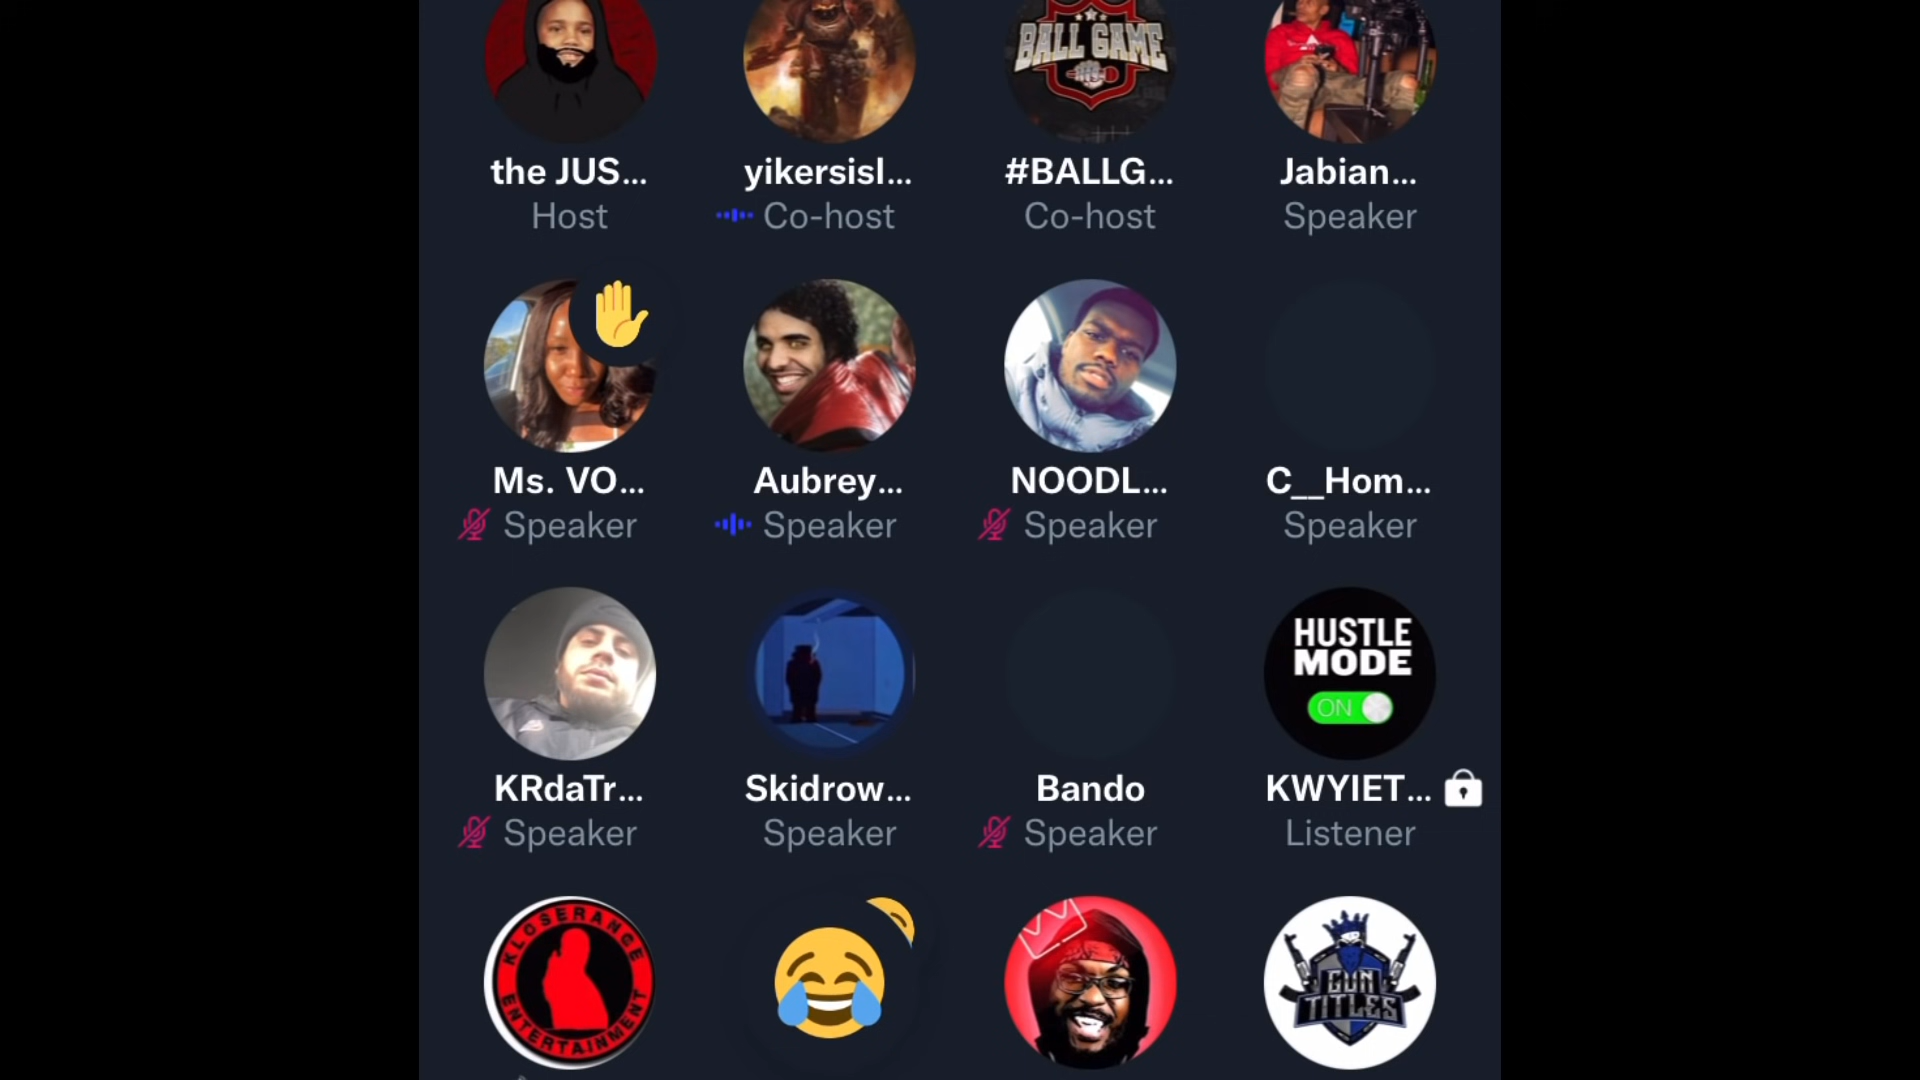 BALL GAME
the JUS...
yikersisl...
#BALLG...
Jabian...
Host
Co-host
Co-host
Speaker
Ms. VO...
Aubrey...
NOODL...
C__Hom...
Speaker
Speaker
Speaker
Speaker
HUSTLE
MODE
ON
KRdaTr...
Skidrow...
Bando
KWYIET...
Speaker
Speaker
Speaker
Listener
KLOSERANGE
ENTERTAINMENT
GUN
TITLES